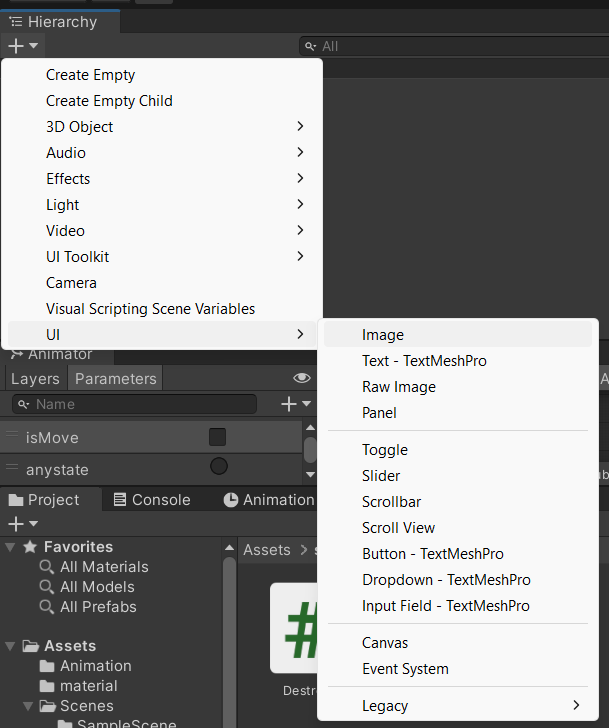 Hierarchy
All
Create Empty
Create Empty Child
3D Object
Audio
Effects
Light
Video
UI Toolkit
Camera
Visual Scripting Scene Variables
UI
Image
Text - TextMeshPro
Raw Image
Panel
Toggle
Slider
Scrollbar
Scroll View
Button - TextMeshPro
Dropdown - TextMeshPro
Input Field - TextMeshPro
Canvas
Event System
Legacy
Animator
Layers Parameters
Name
isMove
anystate
Project Console Animation
Favorites
All Materials
All Models
All Prefabs
Assets
Animation
material
Scenes
SampleScene
Assets > s
#
Destr